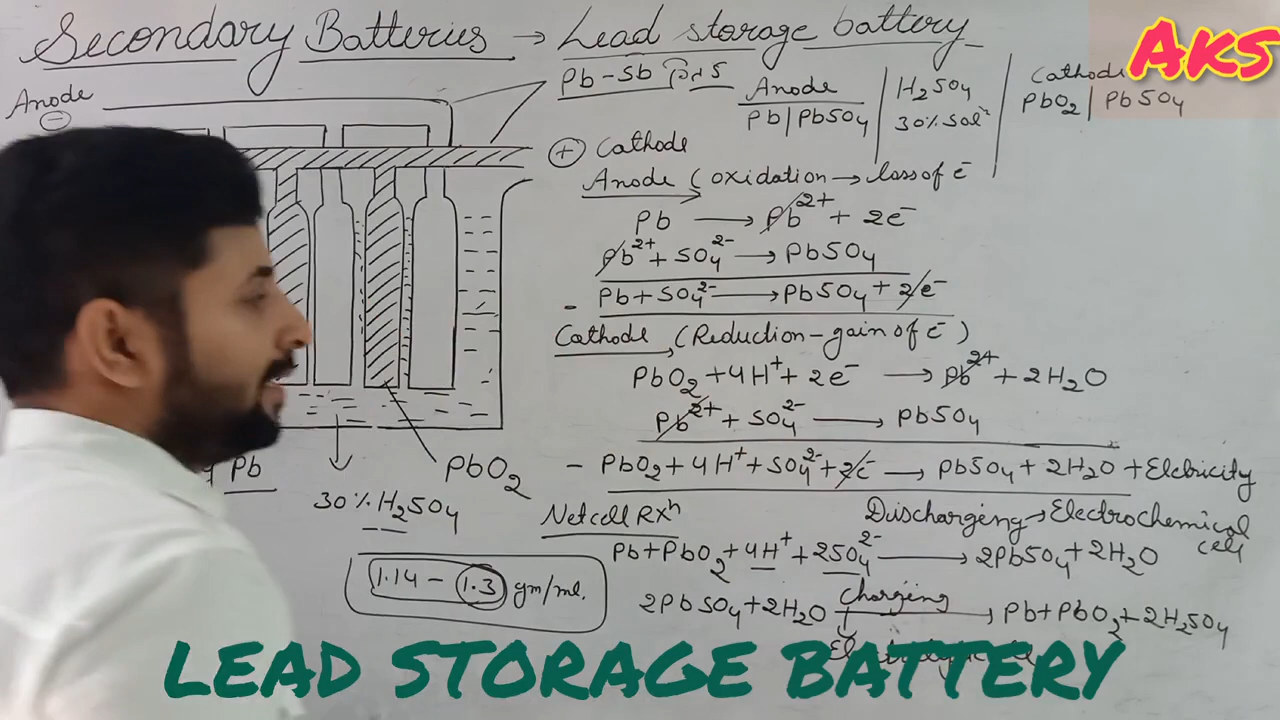 Secondary Batteries → Lead storage battery
AKS
Pb-Sb
Anode
Pb | PbSO4
H2SO4
30% Sol^n
Cathode
PbO2 | PbSO4
Anode
−
+ Cathode
Anode (oxidation → loss of e-
Pb → Pb2+ + 2e-
Pb2+ + SO4 2- → PbSO4
- Pb + SO4 2- → PbSO4 + 2e-
Cathode (Reduction - gain of e-)
PbO2 + 4H+ + 2e- → Pb2+ + 2H2O
Pb2+ + SO4 2- → PbSO4
- PbO2 + 4H+ + SO4 2- + 2e- → PbSO4 + 2H2O + Elctricity
Pb
PbO2
30% H2SO4
Net cell RX^n
Discharging → Electrochemical cell
Pb + PbO2 + 4H+ + 2SO4 2- → 2PbSO4 + 2H2O
1.14 - 1.3 gm/ml.
2PbSO4 + 2H2O Charging → Pb + PbO2 + 2H2SO4
LEAD STORAGE BATTERY